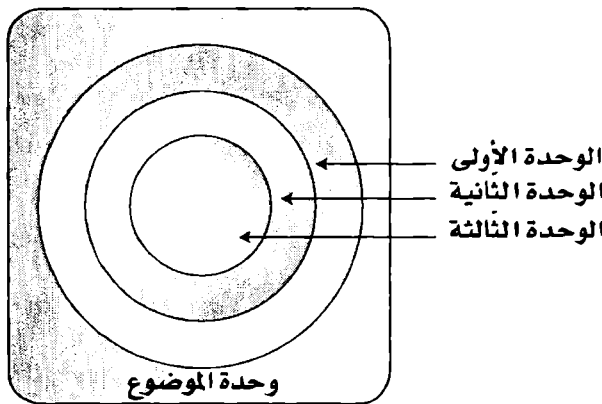 الوحدة الأولى
الوحدة الثانية
الوحدة الثالثة
وحدة الموضوع